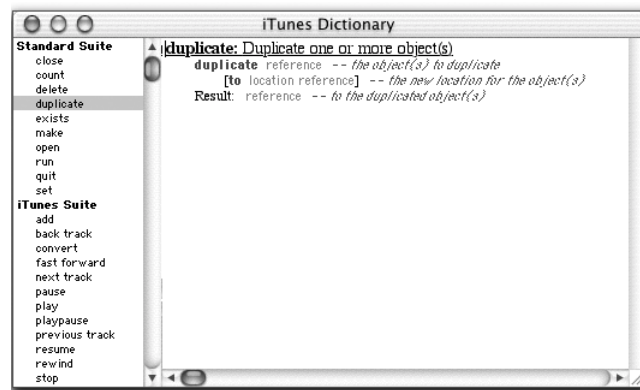 iTunes Dictionary
Standard Suite
close
count
delete
duplicate
exists
make
open
run
quit
set
iTunes Suite
add
back track
convert
fast forward
next track
pause
play
playpause
previous track
resume
rewind
stop
duplicate: Duplicate one or more object(s)
duplicate reference -- the object(s) to duplicate
[to location reference] -- the new location for the object(s)
Result: reference -- to the duplicated object(s)